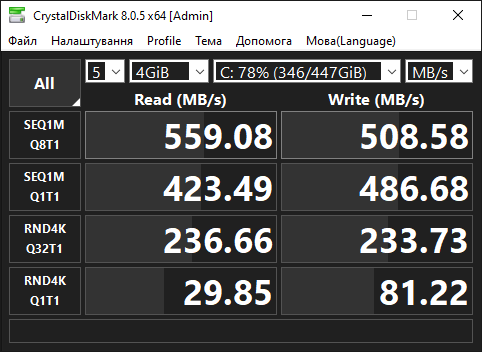 CrystalDiskMark 8.0.5 x64 [Admin]
Файл Налаштування Profile Тема Допомога Мова(Language)
All 5 4GiB C: 78% (346/447GiB) MB/s
Read (MB/s) Write (MB/s)
SEQ1M
Q8T1 559.08 508.58
SEQ1M
Q1T1 423.49 486.68
RND4K
Q32T1 236.66 233.73
RND4K
Q1T1 29.85 81.22